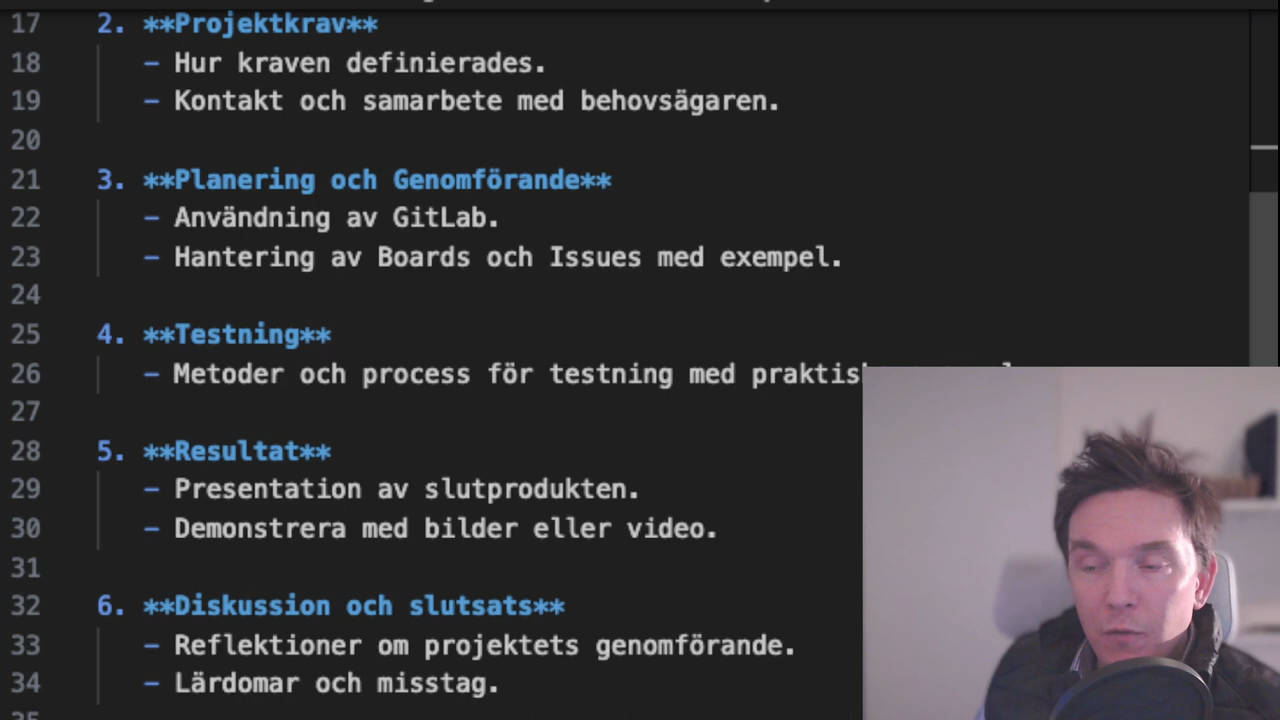 17 2. **Projektkrav**
18 - Hur kraven definierades.
19 - Kontakt och samarbete med behovsägaren.
20
21 3. **Planering och Genomförande**
22 - Användning av GitLab.
23 - Hantering av Boards och Issues med exempel.
24
25 4. **Testning**
26 - Metoder och process för testning med
27
28 5. **Resultat**
29 - Presentation av slutprodukten.
30 - Demonstrera med bilder eller video.
31
32 6. **Diskussion och slutsats**
33 - Reflektioner om projektets genomförande.
34 - Lärdomar och misstag.